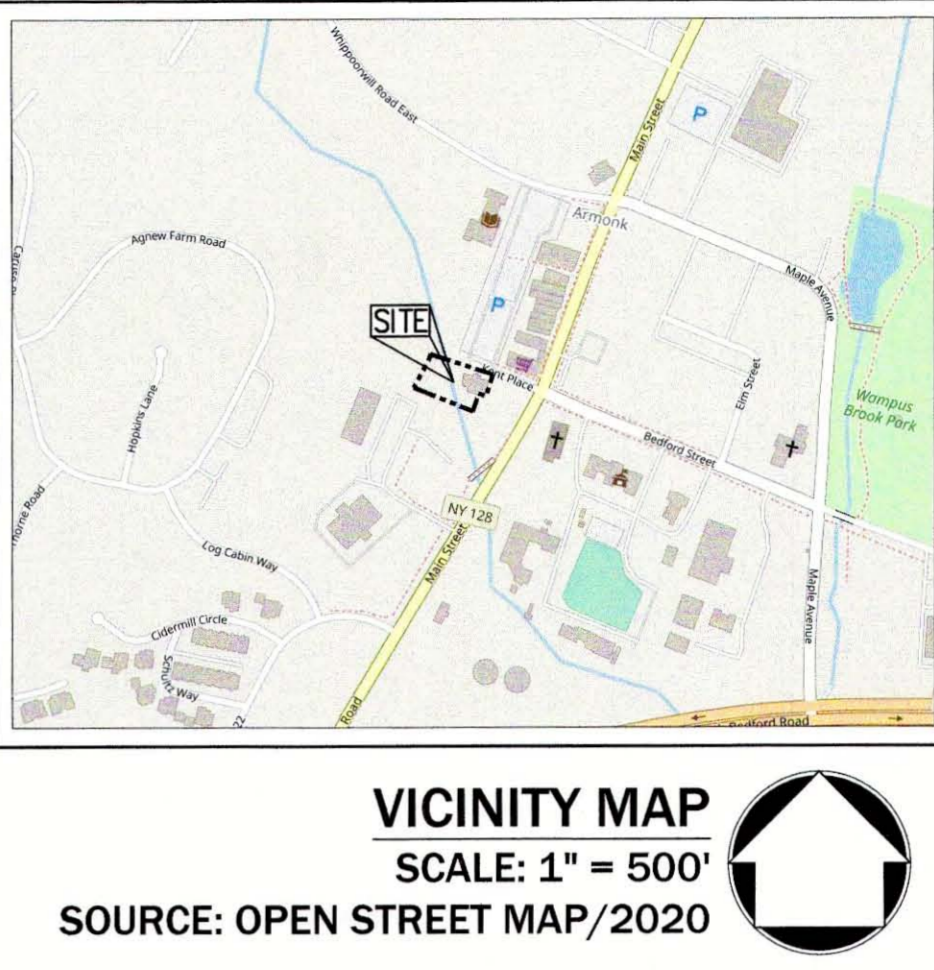 Whippoorwill Road East
Main Street
P
Armonk
Agnew Farm Road
Maple Avenue
P
SITE
Kent Place
Elm Street
Hopkins Lane
Wampus
Brook Park
Bedford Street
NY 128
Main Street
Log Cabin Way
Maple Avenue
Cidermill Circle
Schultz Way
22
Road
Bedford Road
VICINITY MAP
SCALE: 1" = 500'
SOURCE: OPEN STREET MAP/2020